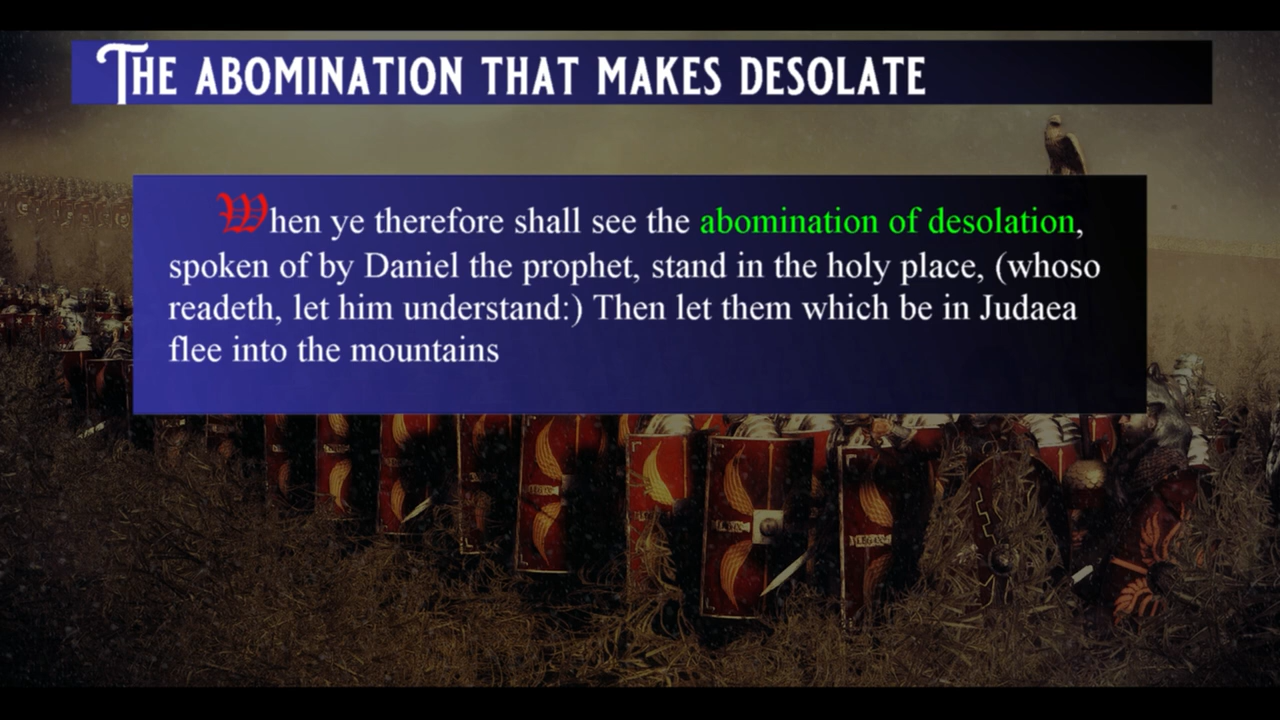 The abomination that makes desolate
When ye therefore shall see the abomination of desolation,
spoken of by Daniel the prophet, stand in the holy place, (whoso
readeth, let him understand:) Then let them which be in Judaea
flee into the mountains